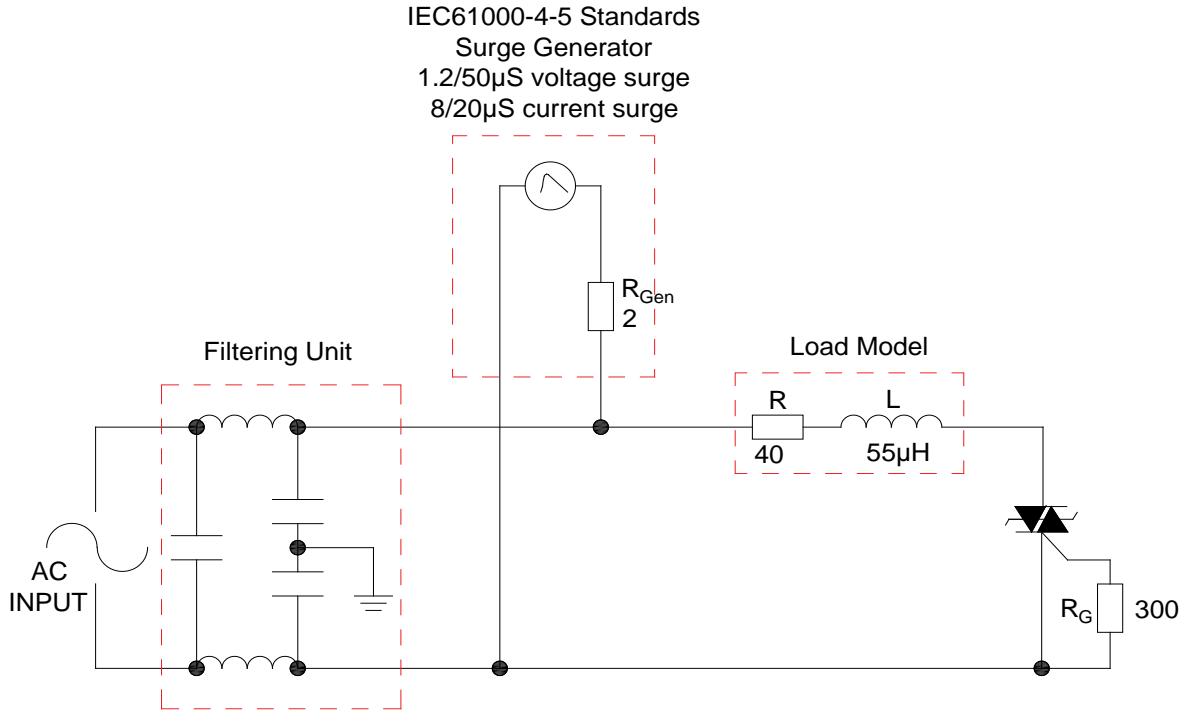 IEC61000-4-5 Standards
Surge Generator
1.2/50µS voltage surge
8/20µS current surge
R_Gen
2
Filtering Unit
Load Model
R
L
40
55µH
AC
INPUT
R_G
300